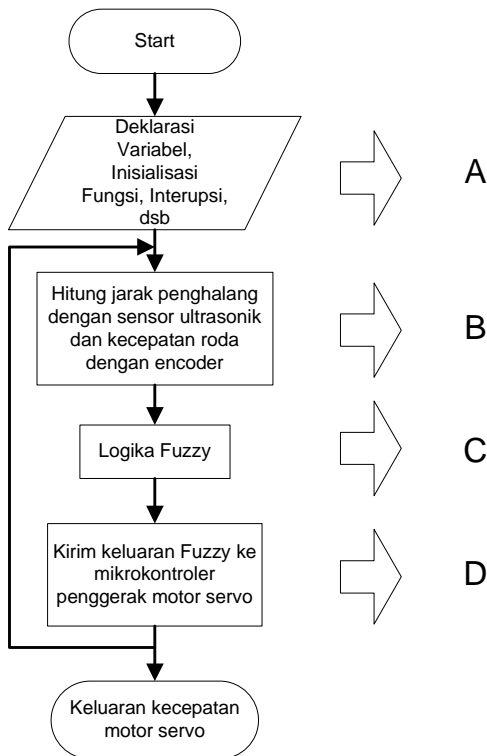 Start
Deklarasi
Variabel,
Inisialisasi
Fungsi, Interupsi,
dsb
A
Hitung jarak penghalang
dengan sensor ultrasonik
dan kecepatan roda
dengan encoder
B
Logika Fuzzy
C
Kirim keluaran Fuzzy ke
mikrokontroler
penggerak motor servo
D
Keluaran kecepatan
motor servo